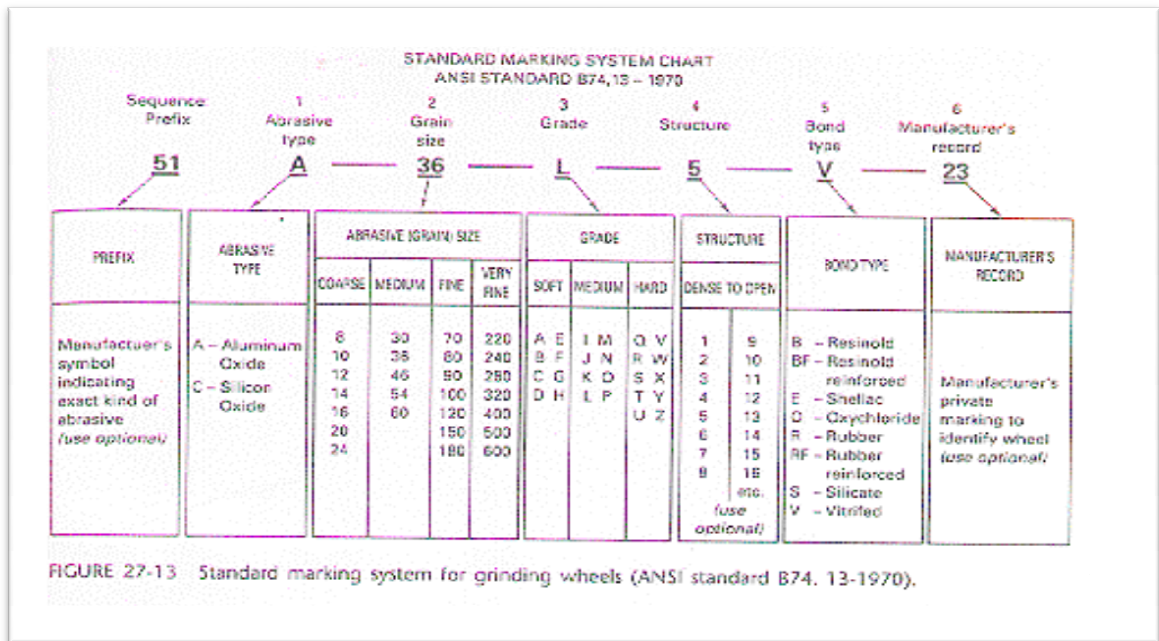 STANDARD MARKING SYSTEM CHART
ANSI STANDARD B74,13 – 1970
Sequence 1 2 3 4 5 6
Prefix Abrasive type Grain size Grade Structure Bond type Manufacturer's record
51 A 36 L 5 V 23
PREFIX
Manufactuer's
symbol
indicating
exact kind of
abrasive
(use optional)
ABRASIVE
TYPE
A – Aluminum
Oxide
C – Silicon
Oxide
ABRASIVE (GRAIN) SIZE
COARSE MEDIUM FINE VERY FINE
8 30 70 220
10 36 80 240
12 46 90 280
14 54 100 320
16 60 120 400
20 150 500
24 180 600
GRADE
SOFT MEDIUM HARD
A E I M Q V
B F J N R W
C G K O S X
D H L P T Y
U Z
STRUCTURE
DENSE TO OPEN
1 9
2 10
3 11
4 12
5 13
6 14
7 15
8 16
etc.
(use
optional)
BOND TYPE
B – Resinold
BF – Resinold
reinforced
E – Shellac
O – Oxychloride
R – Rubber
RF – Rubber
reinforced
S – Silicate
V – Vitrifed
MANUFACTURER'S
RECORD
Manufacturer's
private
marking to
identify wheel
(use optional)
FIGURE 27-13 Standard marking system for grinding wheels (ANSI standard B74. 13-1970).